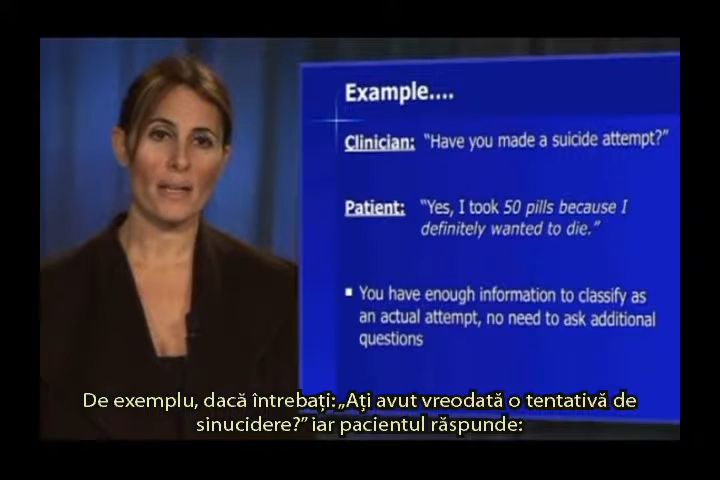 Example....
Clinician: “Have you made a suicide attempt?”
Patient: “Yes, I took 50 pills because I
definitely wanted to die.”
▪ You have enough information to classify as
an actual attempt, no need to ask additional
questions
De exemplu, dacă întrebați: „Ați avut vreodată o tentativă de
sinucidere?” iar pacientul răspunde: